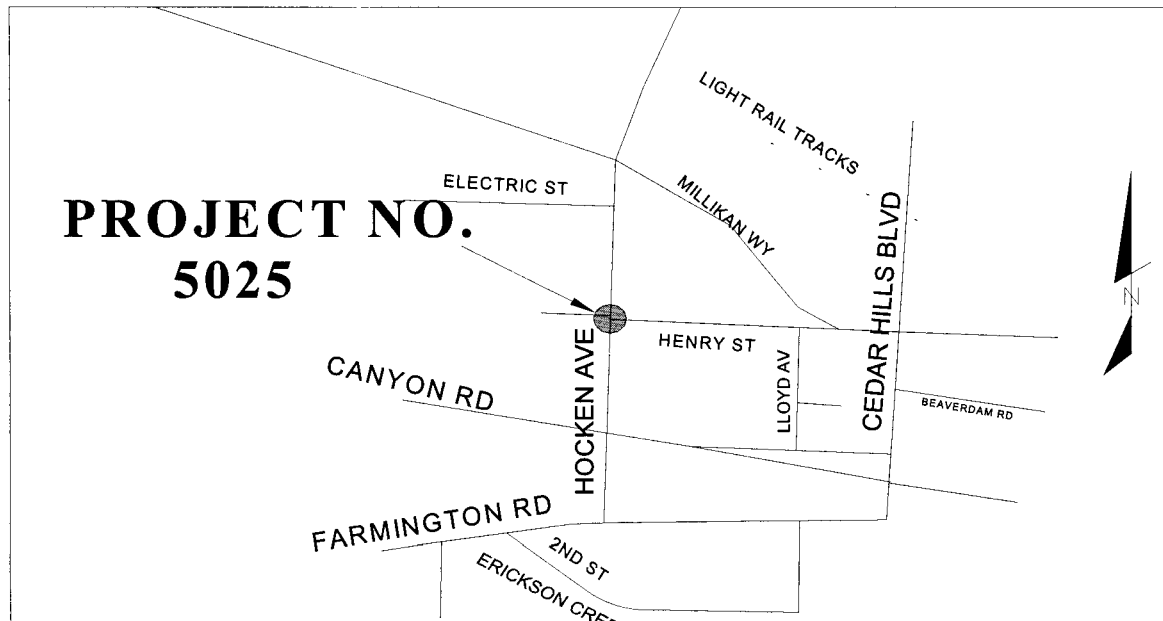 LIGHT RAIL TRACKS
ELECTRIC ST
MILLIKAN WY
PROJECT NO.
5025
CEDAR HILLS BLVD
N
HENRY ST
HOCKEN AVE
LLOYD AV
CANYON RD
BEAVERDAM RD
FARMINGTON RD
2ND ST
ERICKSON